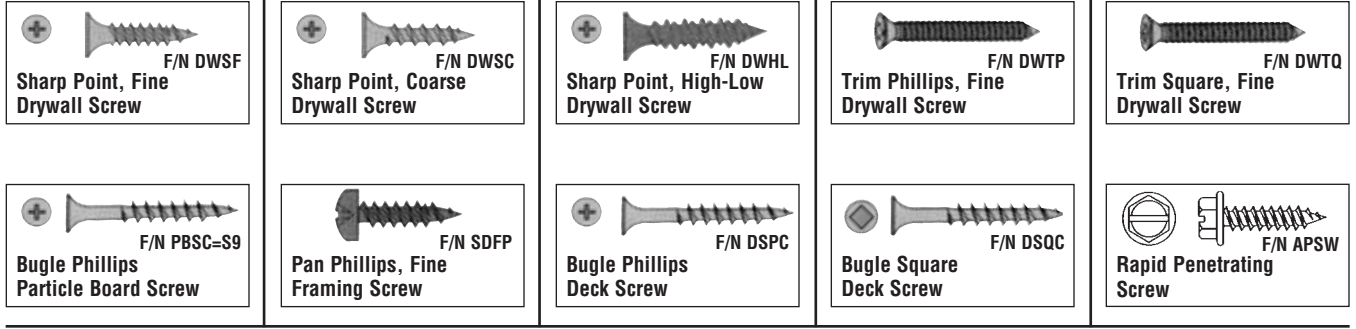 F/N DWSF
Sharp Point, Fine
Drywall Screw
F/N DWSC
Sharp Point, Coarse
Drywall Screw
F/N DWHL
Sharp Point, High-Low
Drywall Screw
F/N DWTP
Trim Phillips, Fine
Drywall Screw
F/N DWTQ
Trim Square, Fine
Drywall Screw
F/N PBSC=S9
Bugle Phillips
Particle Board Screw
F/N SDFP
Pan Phillips, Fine
Framing Screw
F/N DSPC
Bugle Phillips
Deck Screw
F/N DSQC
Bugle Square
Deck Screw
F/N APSW
Rapid Penetrating
Screw